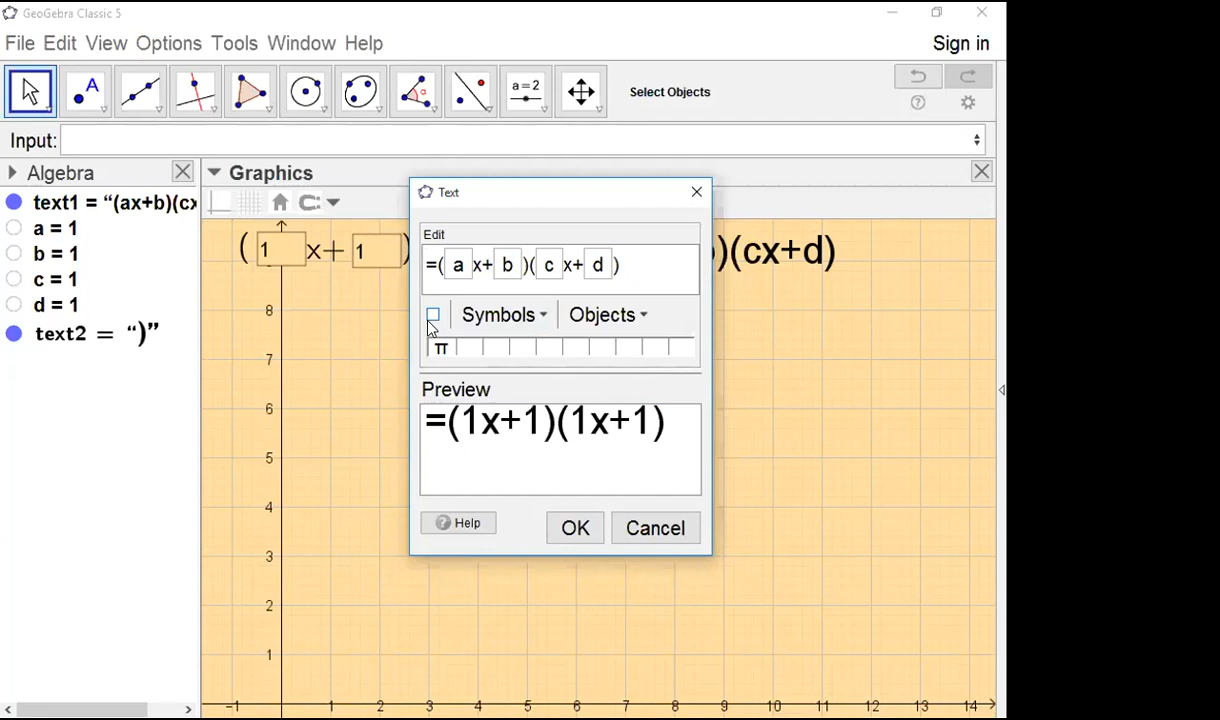 GeoGebra Classic 5
File Edit View Options Tools Window Help Sign in
A a=2 Select Objects
Input:
Algebra Graphics
text1 = “(ax+b)(cx
a = 1
b = 1
c = 1
d = 1
text2 = “)”
( 1 x+ 1 ) )(cx+d)
8
7
6
5
4
3
2
1
-1 1 2 3 4 5 6 7 8 9 10 11 12 13 14
Text
Edit
=( a x+ b )( c x+ d )
Symbols Objects
π
Preview
=(1x+1)(1x+1)
Help OK Cancel